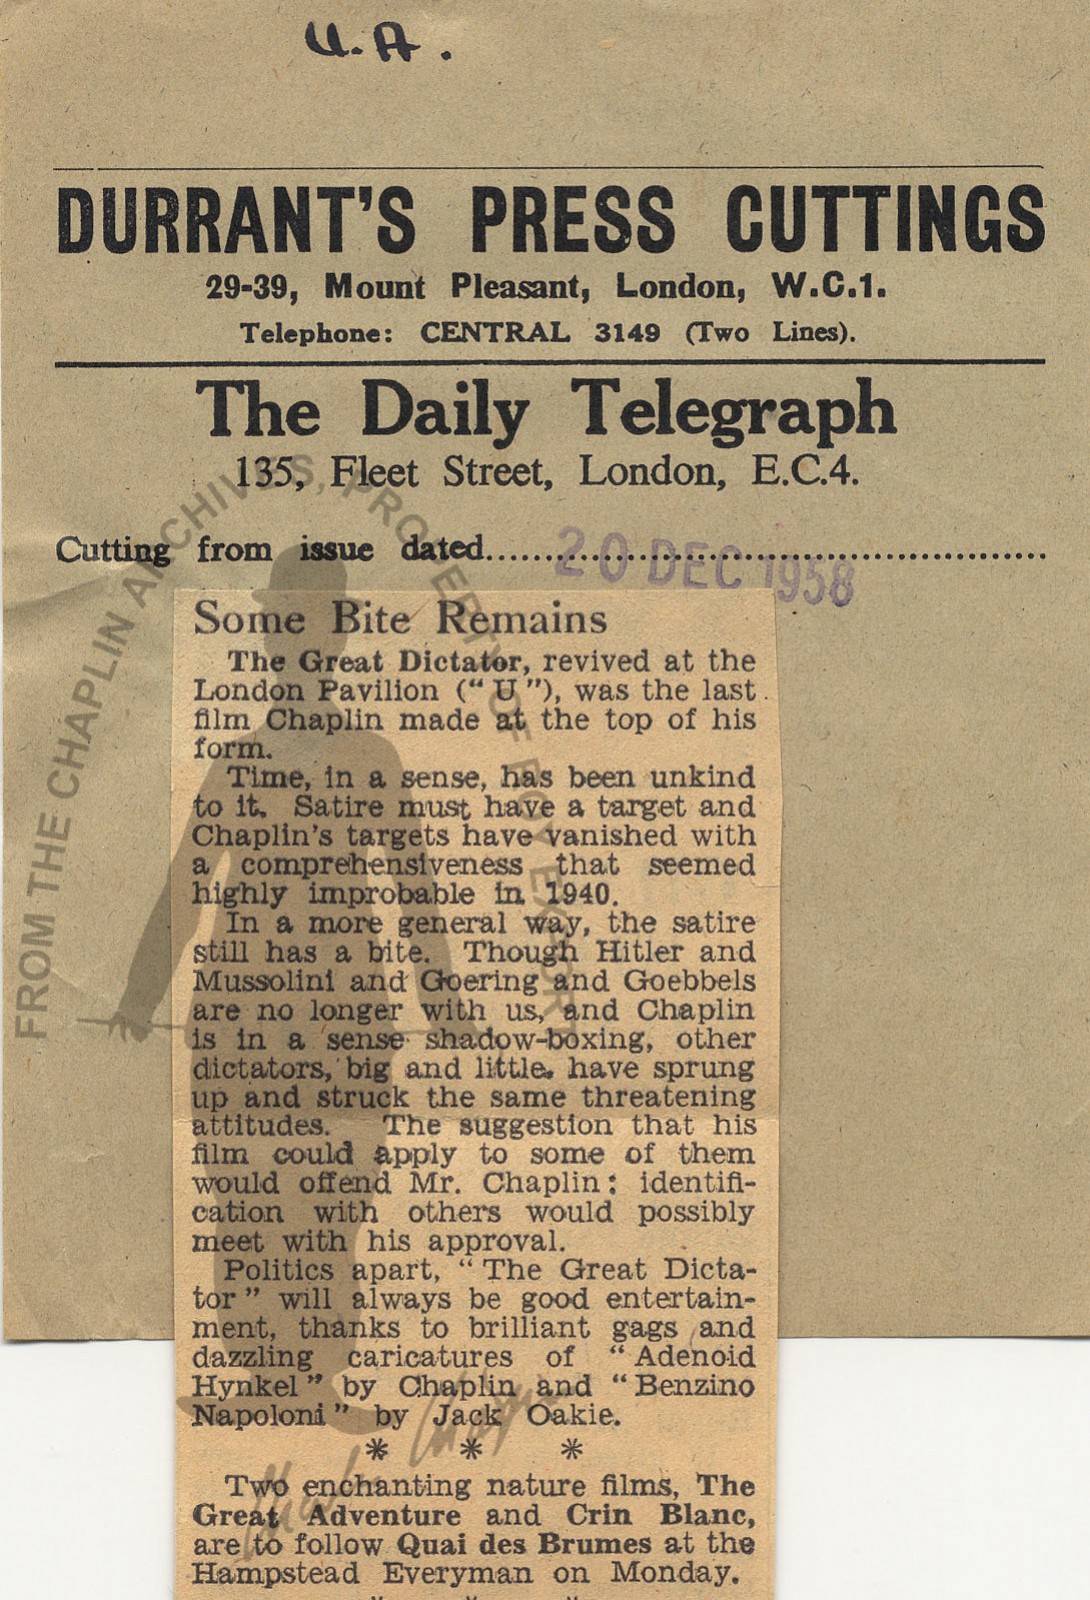 U.A.
DURRANT'S PRESS CUTTINGS
29-39, Mount Pleasant, London, W.C.1.
Telephone: CENTRAL 3149 (Two Lines).
The Daily Telegraph
135, Fleet Street, London, E.C.4.
Cutting from issue dated........................................
20 DEC 1958
FROM THE CHAPLIN ARCHIVES, PROPERTY OF ROY EXPORT
Some Bite Remains
The Great Dictator, revived at the
London Pavilion (“ U ”), was the last
film Chaplin made at the top of his
form.
Time, in a sense, has been unkind
to it. Satire must have a target and
Chaplin's targets have vanished with
a comprehensiveness that seemed
highly improbable in 1940.
In a more general way, the satire
still has a bite. Though Hitler and
Mussolini and Goering and Goebbels
are no longer with us, and Chaplin
is in a sense shadow-boxing, other
dictators, big and little, have sprung
up and struck the same threatening
attitudes. The suggestion that his
film could apply to some of them
would offend Mr. Chaplin: identifi-
cation with others would possibly
meet with his approval.
Politics apart, “ The Great Dicta-
tor ” will always be good entertain-
ment, thanks to brilliant gags and
dazzling caricatures of “ Adenoid
Hynkel ” by Chaplin and “ Benzino
Napoloni ” by Jack Oakie.
* * *
Two enchanting nature films, The
Great Adventure and Crin Blanc,
are to follow Quai des Brumes at the
Hampstead Everyman on Monday.